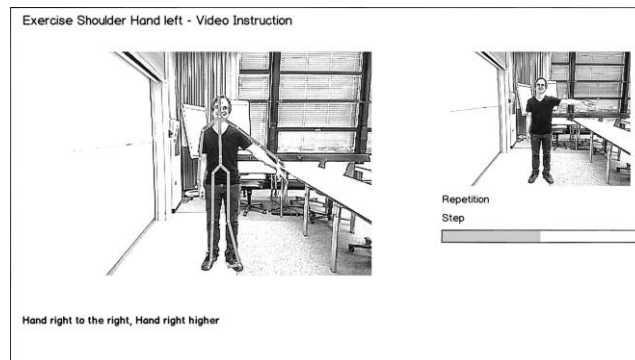 Exercise Shoulder Hand left - Video Instruction
Repetition
Step
Hand right to the right, Hand right higher